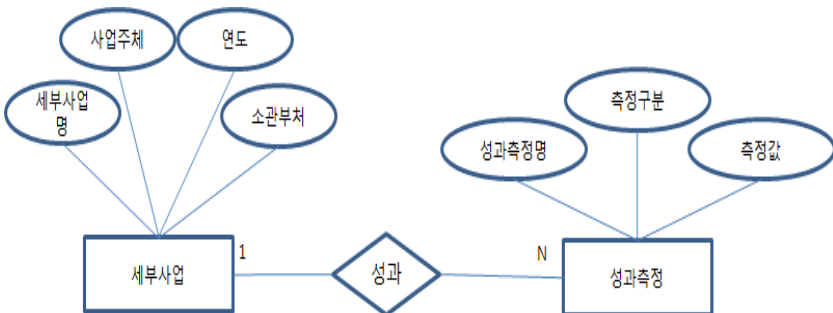 사업주체
연도
세부사업
명
소관부처
측정구분
성과측정명
측정값
1
N
세부사업
성과
성과측정